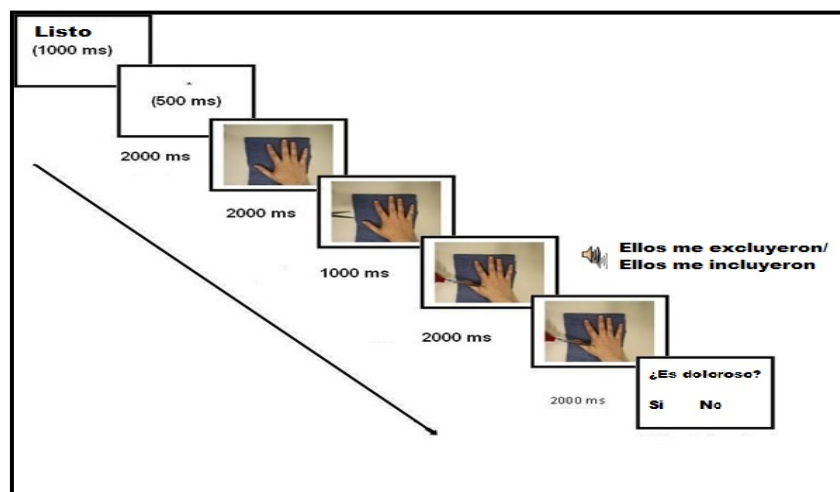 Listo
(1000 ms)
(500 ms)
2000 ms
2000 ms
1000 ms
Ellos me excluyeron/
Ellos me incluyeron
2000 ms
2000 ms
¿Es doloroso?
Si No